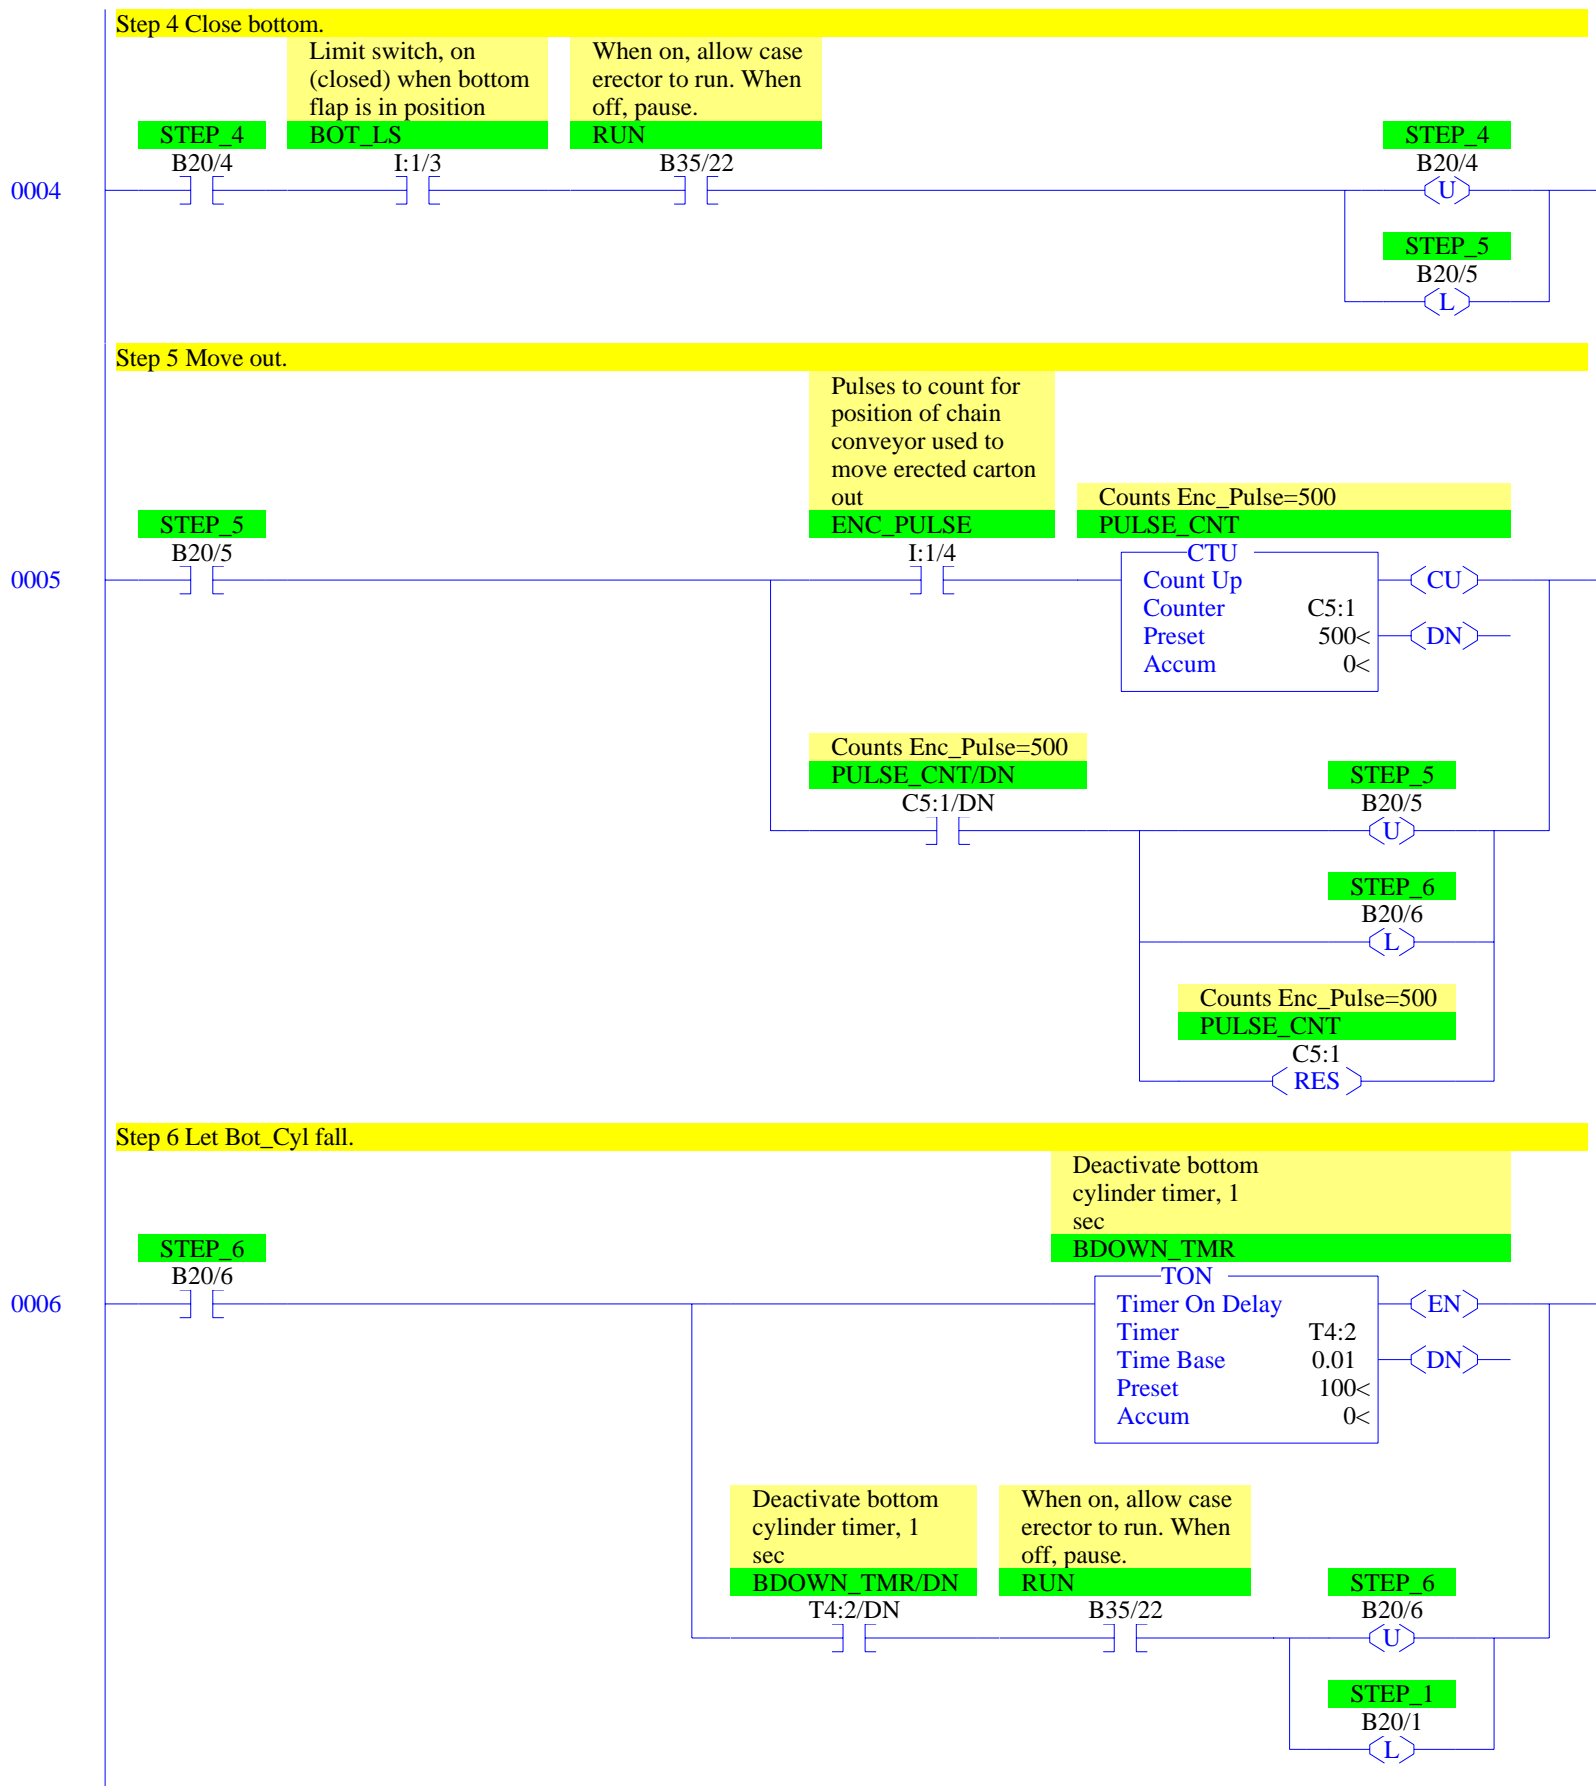 Step 4 Close bottom.
Limit switch, on
(closed) when bottom
flap is in position
When on, allow case
erector to run. When
off, pause.
STEP_4
BOT_LS
RUN
STEP_4
B20/4
I:1/3
B35/22
B20/4
0004
U
STEP_5
B20/5
L
Step 5 Move out.
Pulses to count for
position of chain
conveyor used to
move erected carton
out
Counts Enc_Pulse=500
STEP_5
ENC_PULSE
PULSE_CNT
B20/5
I:1/4
CTU
0005
Count Up
CU
Counter C5:1
Preset 500<
DN
Accum 0<
Counts Enc_Pulse=500
PULSE_CNT/DN
STEP_5
C5:1/DN
B20/5
U
STEP_6
B20/6
L
Counts Enc_Pulse=500
PULSE_CNT
C5:1
RES
Step 6 Let Bot_Cyl fall.
Deactivate bottom
cylinder timer, 1
sec
STEP_6
BDOWN_TMR
B20/6
TON
0006
Timer On Delay
EN
Timer T4:2
Time Base 0.01
DN
Preset 100<
Accum 0<
Deactivate bottom
cylinder timer, 1
sec
When on, allow case
erector to run. When
off, pause.
BDOWN_TMR/DN
RUN
STEP_6
T4:2/DN
B35/22
B20/6
U
STEP_1
B20/1
L